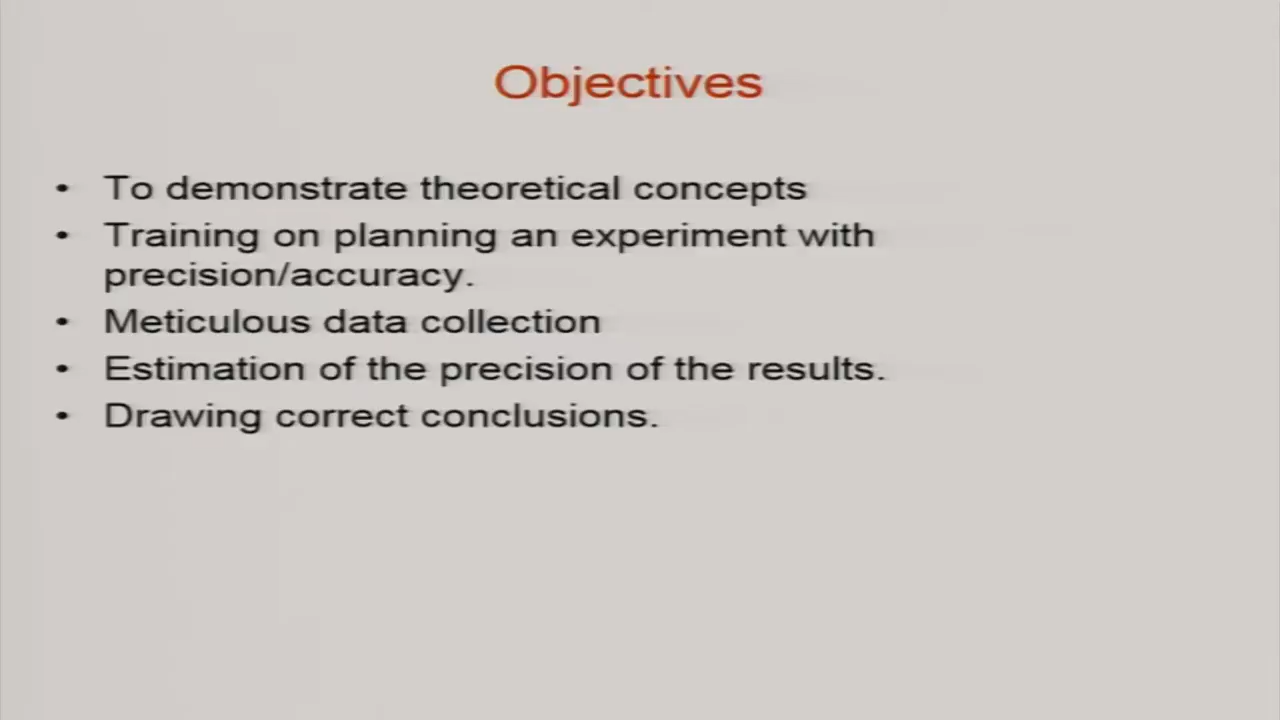 Objectives
• To demonstrate theoretical concepts
• Training on planning an experiment with
precision/accuracy.
• Meticulous data collection
• Estimation of the precision of the results.
• Drawing correct conclusions.